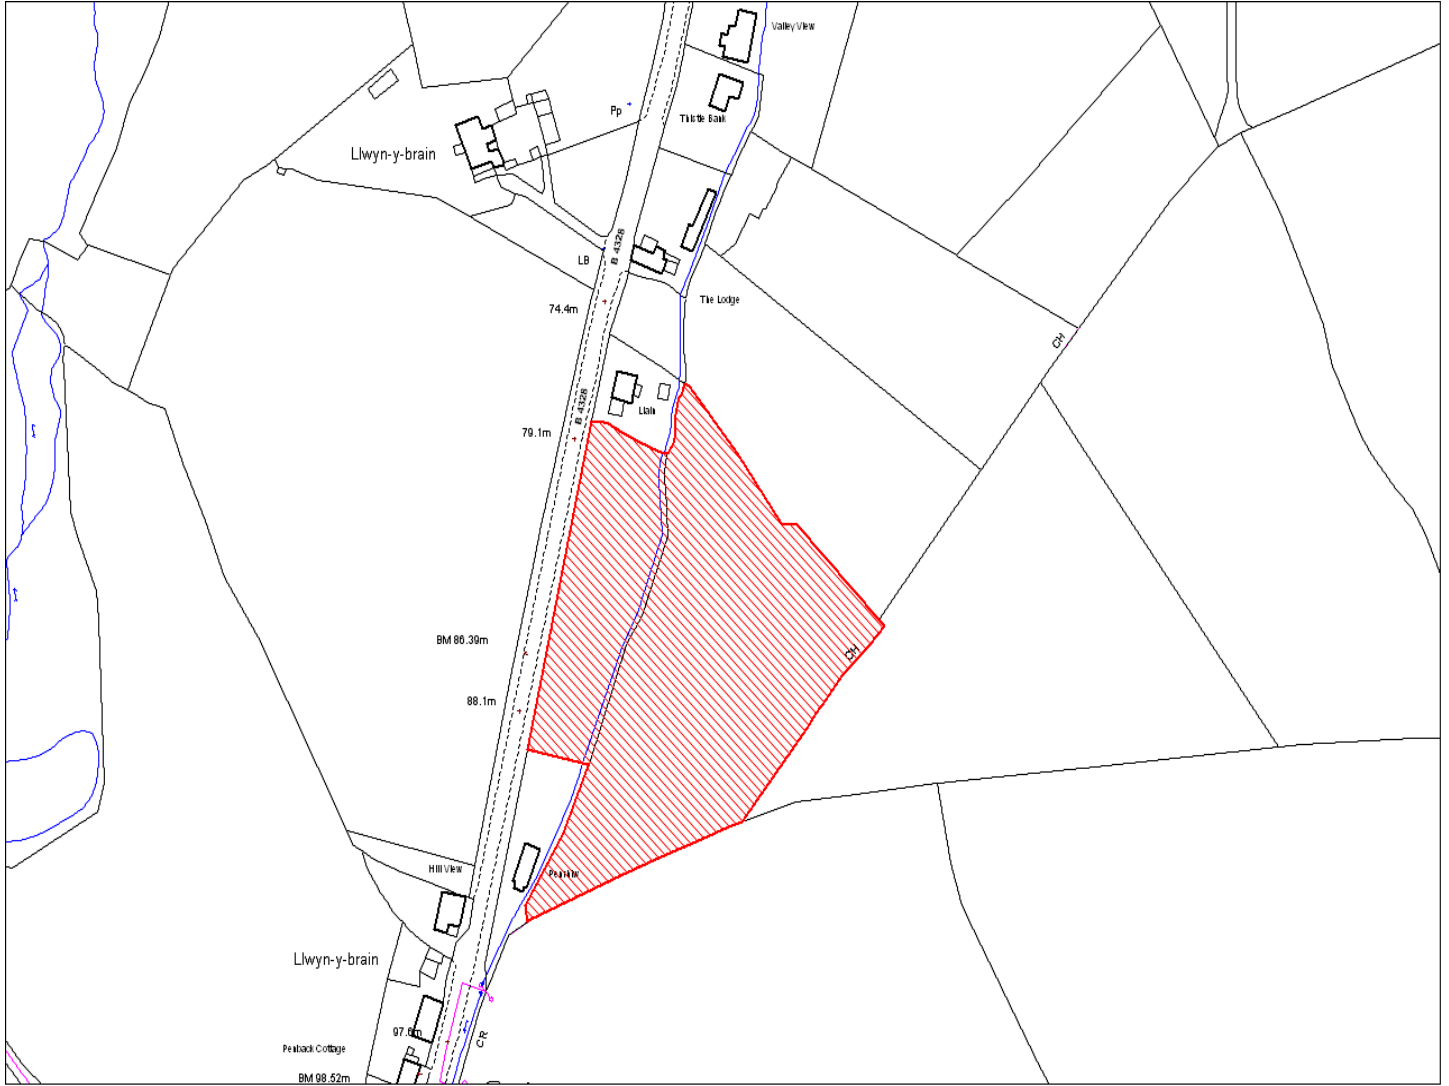 Valley View
Pp
Thistle Bank
Llwyn-y-brain
B 4328
LB
The Lodge
74.4m
CH
B 4328
Llain
79.1m
BM 86.39m
CH
88.1m
Hill View
Llwyn-y-brain
97.6m
CR
Penback Cottage
BM 98.52m